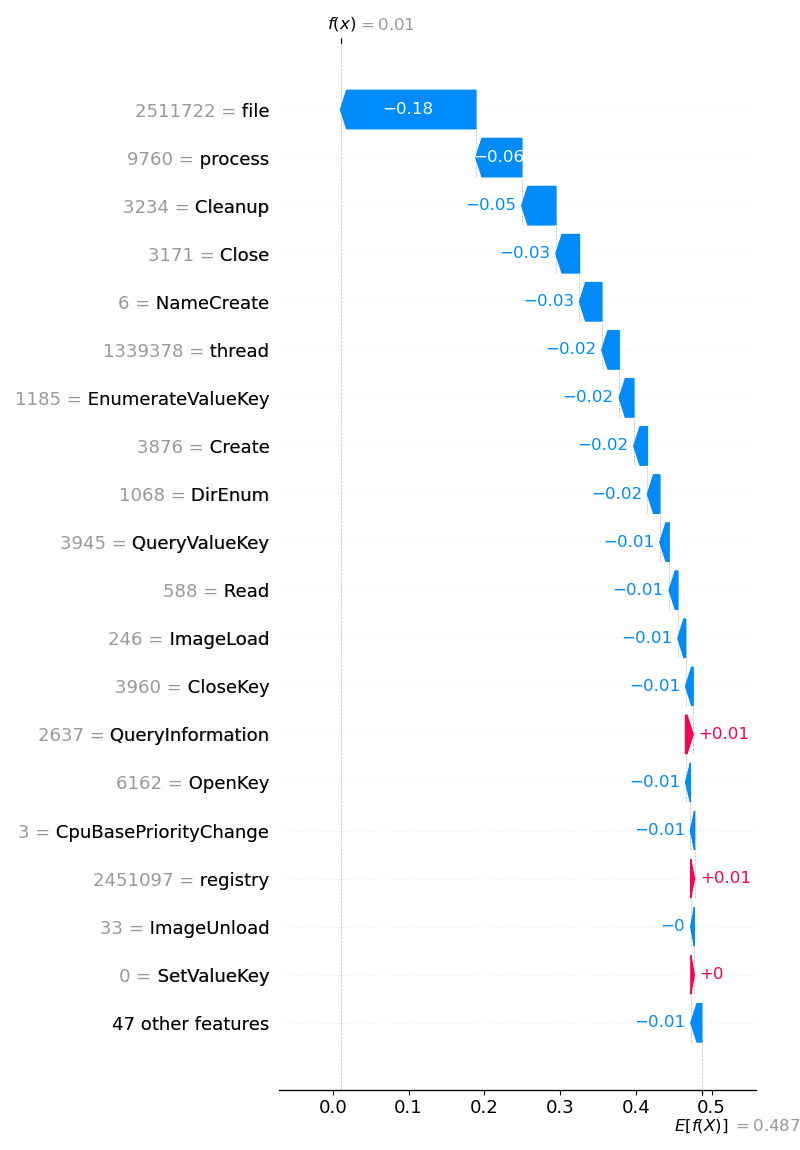 f(x) = 0.01
2511722 = file −0.18
9760 = process −0.06
3234 = Cleanup −0.05
3171 = Close −0.03
6 = NameCreate −0.03
1339378 = thread −0.02
1185 = EnumerateValueKey −0.02
3876 = Create −0.02
1068 = DirEnum −0.02
3945 = QueryValueKey −0.01
588 = Read −0.01
246 = ImageLoad −0.01
3960 = CloseKey −0.01
2637 = QueryInformation +0.01
6162 = OpenKey −0.01
3 = CpuBasePriorityChange −0.01
2451097 = registry +0.01
33 = ImageUnload −0
0 = SetValueKey +0
47 other features −0.01
0.0 0.1 0.2 0.3 0.4 0.5
E[f(X)] = 0.487